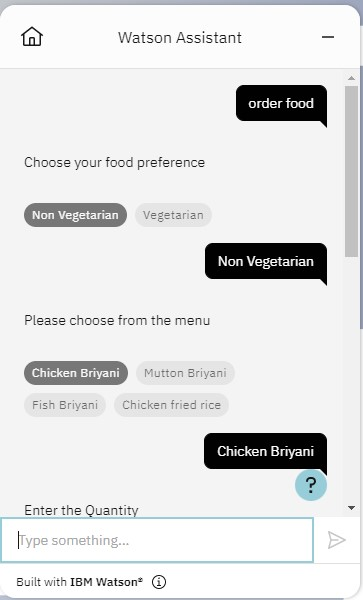 Watson Assistant
order food
Choose your food preference
Non Vegetarian Vegetarian
Non Vegetarian
Please choose from the menu
Chicken Briyani Mutton Briyani
Fish Briyani Chicken fried rice
Chicken Briyani
?
Enter the Quantity
Type something...
Built with IBM Watson® i